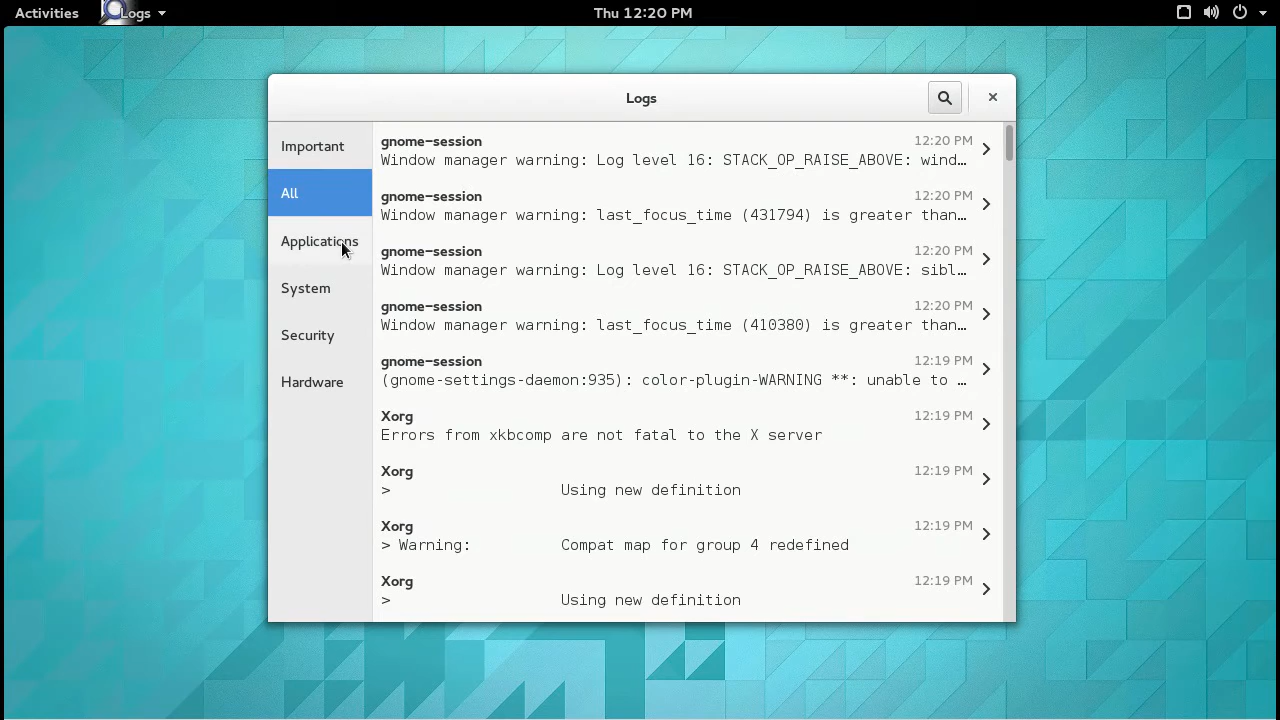 Activities
Logs
Thu 12:20 PM
Logs
Important
All
Applications
System
Security
Hardware
gnome-session 12:20 PM
Window manager warning: Log level 16: STACK_OP_RAISE_ABOVE: wind…
gnome-session 12:20 PM
Window manager warning: last_focus_time (431794) is greater than…
gnome-session 12:20 PM
Window manager warning: Log level 16: STACK_OP_RAISE_ABOVE: sibl…
gnome-session 12:20 PM
Window manager warning: last_focus_time (410380) is greater than…
gnome-session 12:19 PM
(gnome-settings-daemon:935): color-plugin-WARNING **: unable to …
Xorg 12:19 PM
Errors from xkbcomp are not fatal to the X server
Xorg 12:19 PM
> Using new definition
Xorg 12:19 PM
> Warning: Compat map for group 4 redefined
Xorg 12:19 PM
> Using new definition